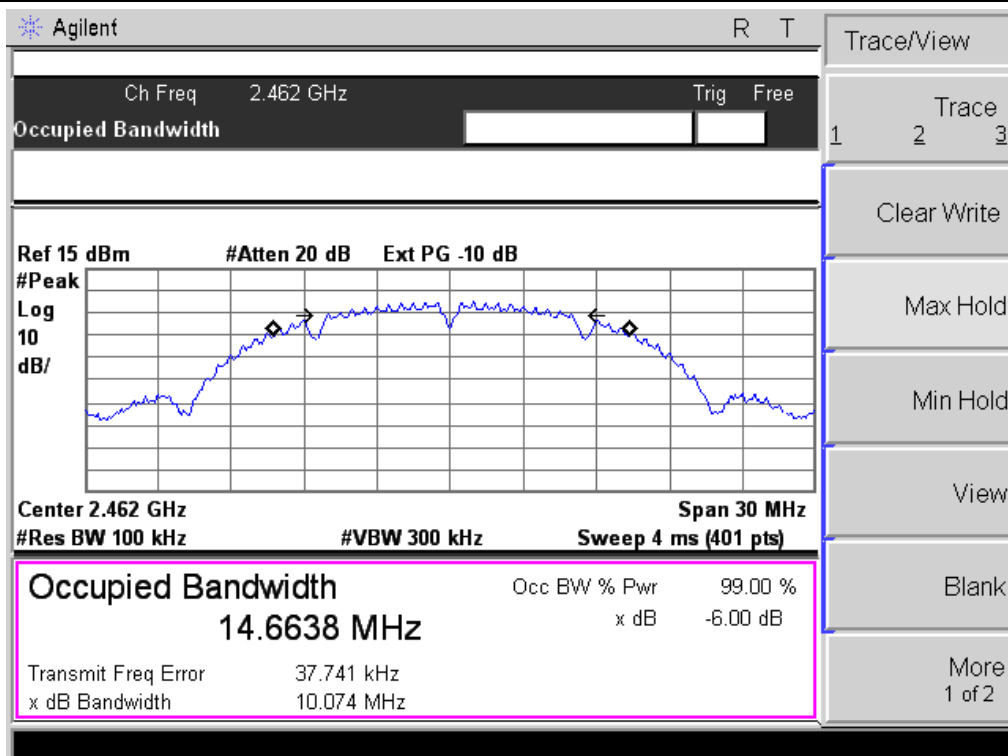 Agilent R T
Ch Freq 2.462 GHz Trig Free
Occupied Bandwidth
Ref 15 dBm #Atten 20 dB Ext PG -10 dB
#Peak
Log
10
dB/
Center 2.462 GHz Span 30 MHz
#Res BW 100 kHz #VBW 300 kHz Sweep 4 ms (401 pts)
Occupied Bandwidth
14.6638 MHz
Occ BW % Pwr 99.00 %
x dB -6.00 dB
Transmit Freq Error 37.741 kHz
x dB Bandwidth 10.074 MHz
Trace/View
Trace
1 2 3
Clear Write
Max Hold
Min Hold
View
Blank
More
1 of 2